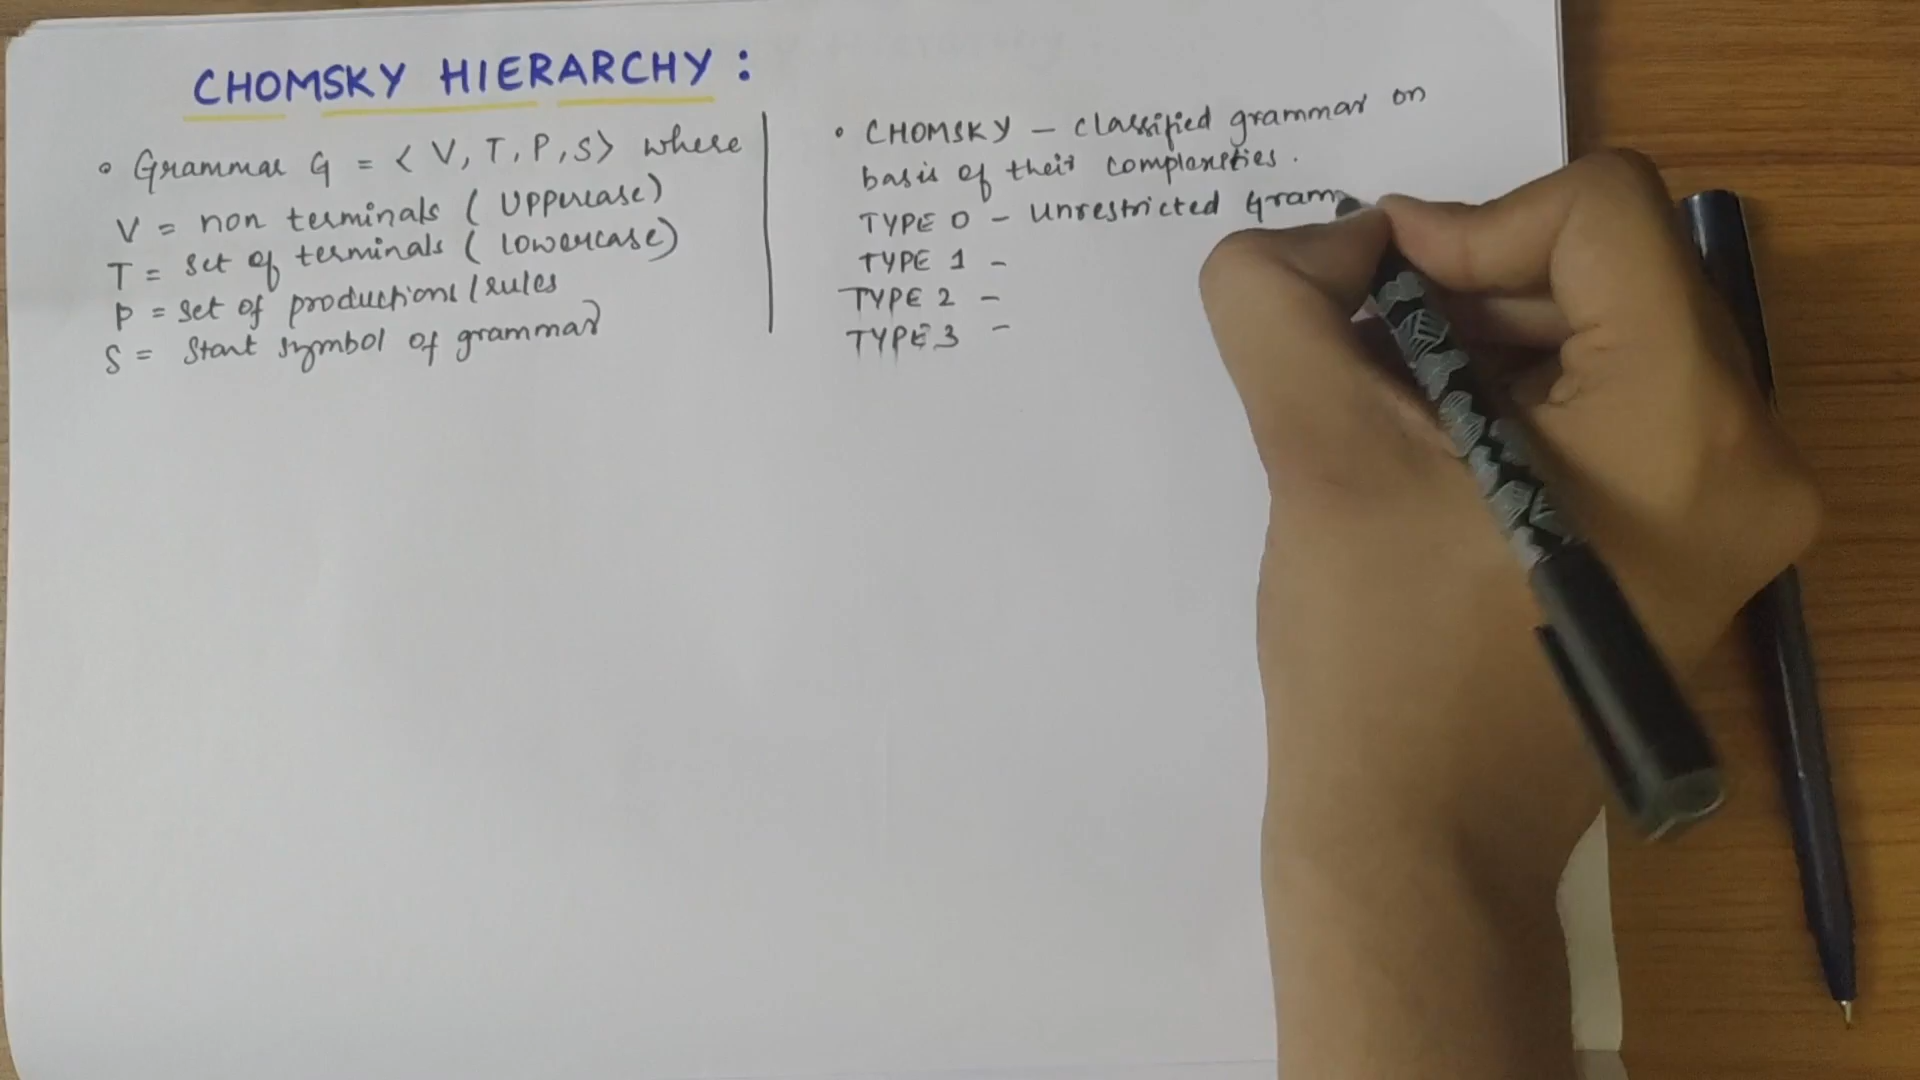 CHOMSKY HIERARCHY :
• Grammar G = < V, T, P, S> where
V = non terminals ( Uppercase)
T = set of terminals ( lowercase)
P = set of productions / rules
S = Start symbol of grammar
• CHOMSKY – classified grammar on
basis of their complexities .
TYPE 0 – Unrestricted Gram
TYPE 1 –
TYPE 2 –
TYPE 3 –